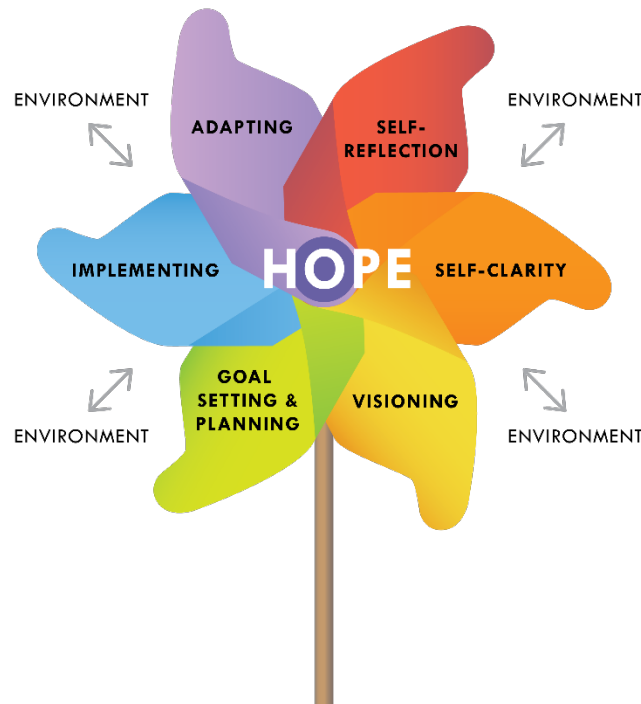 ENVIRONMENT
ENVIRONMENT
ADAPTING
SELF-
REFLECTION
IMPLEMENTING
HOPE
SELF-CLARITY
GOAL
SETTING &
PLANNING
VISIONING
ENVIRONMENT
ENVIRONMENT